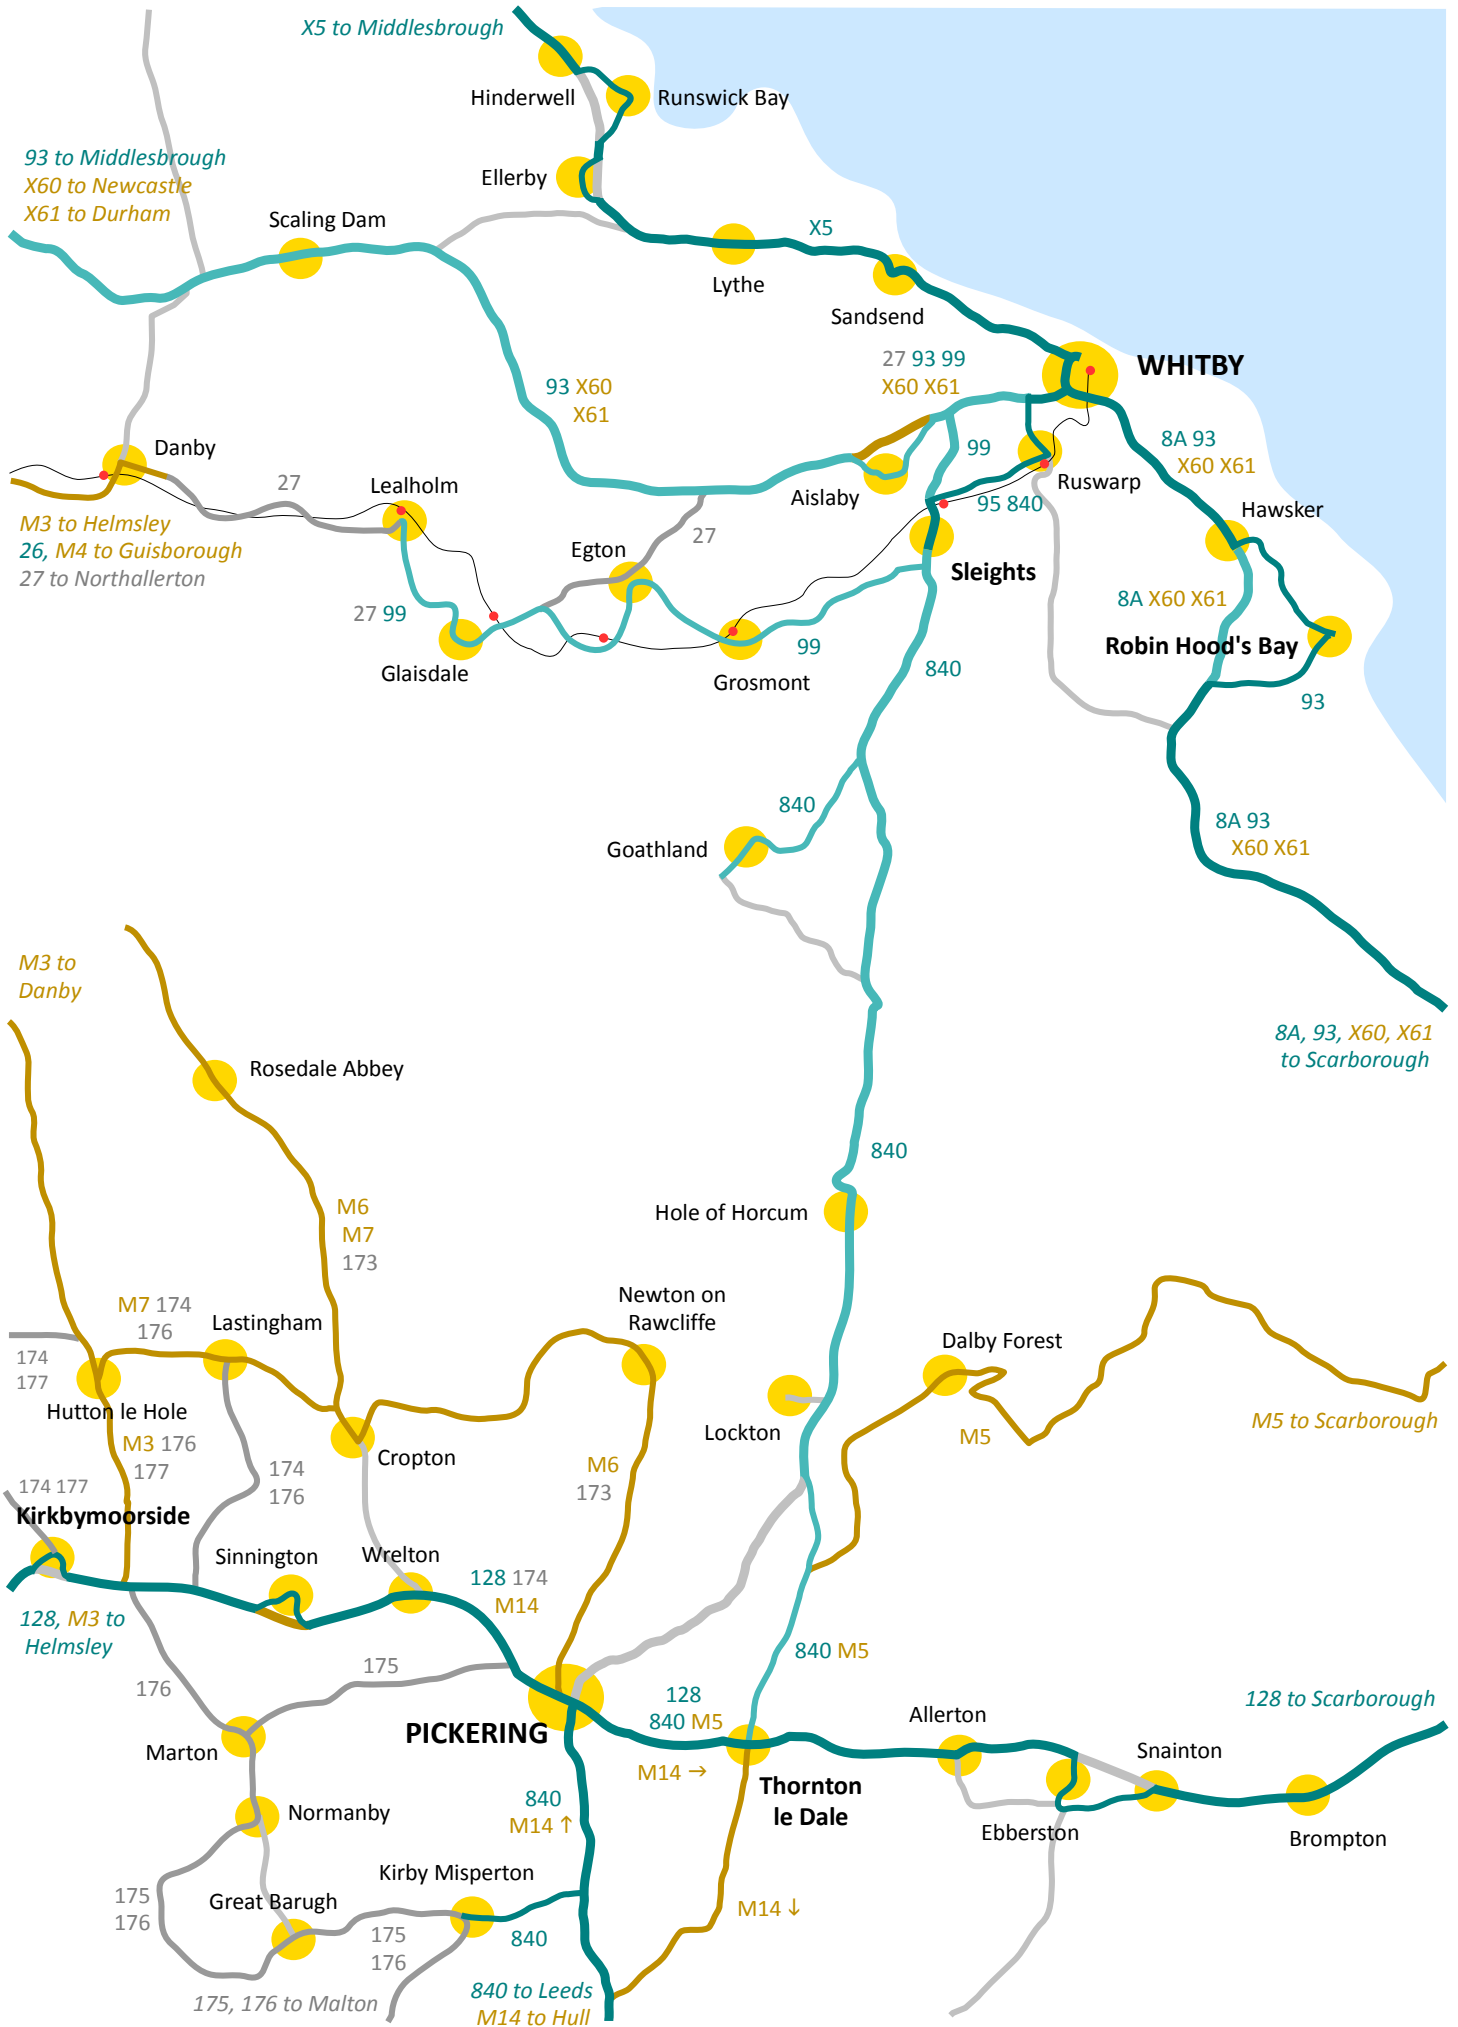 X5 to Middlesbrough
Hinderwell
Runswick Bay
93 to Middlesbrough
X60 to Newcastle
X61 to Durham
Ellerby
Scaling Dam
X5
Lythe
Sandsend
27 93 99
X60 X61
WHITBY
93 X60
X61
8A 93
X60 X61
Danby
99
Lealholm
27
Aislaby
Ruswarp
95 840
Hawsker
M3 to Helmsley
26, M4 to Guisborough
27 to Northallerton
27
Egton
Sleights
8A X60 X61
27 99
Robin Hood's Bay
99
Glaisdale
Grosmont
840
93
840
8A 93
X60 X61
Goathland
M3 to
Danby
8A, 93, X60, X61
to Scarborough
Rosedale Abbey
840
M6
M7
173
Hole of Horcum
Newton on
Rawcliffe
M7 174
176
Lastingham
Dalby Forest
174
177
Hutton le Hole
M5 to Scarborough
Lockton
M5
M3 176
177
Cropton
M6
173
174
176
174 177
Kirkbymoorside
Sinnington
Wrelton
128 174
M14
128, M3 to
Helmsley
840 M5
175
176
128
840 M5
128 to Scarborough
PICKERING
Allerton
Marton
Snainton
M14 →
Thornton
le Dale
840
M14 ↑
Normanby
Ebberston
Brompton
Kirby Misperton
175
176
Great Barugh
M14 ↓
175
176
840
840 to Leeds
M14 to Hull
175, 176 to Malton